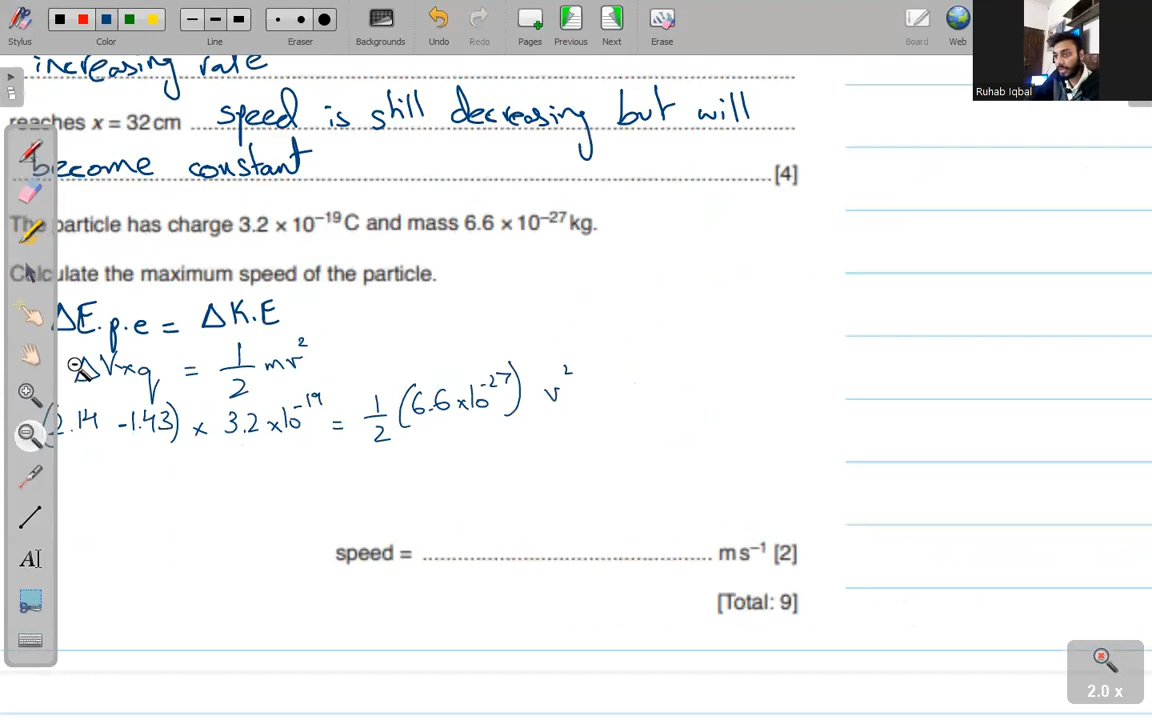 Stylus
Color
Line
Eraser
Backgrounds
Undo
Redo
Pages
Previous
Next
Erase
Board
Web
Ruhab Iqbal
increasing rate
reaches x = 32 cm speed is still decreasing but will
become constant
[4]
The particle has charge 3.2 × 10⁻¹⁹ C and mass 6.6 × 10⁻²⁷ kg.
Calculate the maximum speed of the particle.
ΔE.p.e = ΔK.E
ΔV×q = 1/2 mv²
(2.14 - 1.43) × 3.2 ×10⁻¹⁹ = 1/2 (6.6 ×10⁻²⁷) v²
AI
speed = ........ m s⁻¹ [2]
[Total: 9]
2.0 x